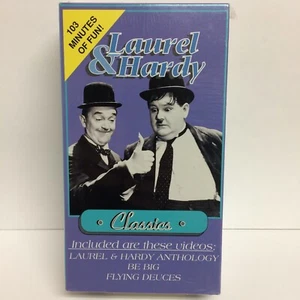 103
MINUTES
OF FUN!
Laurel
& Hardy
Classics
Included are these videos:
LAUREL & HARDY ANTHOLOGY
BE BIG
FLYING DEUCES